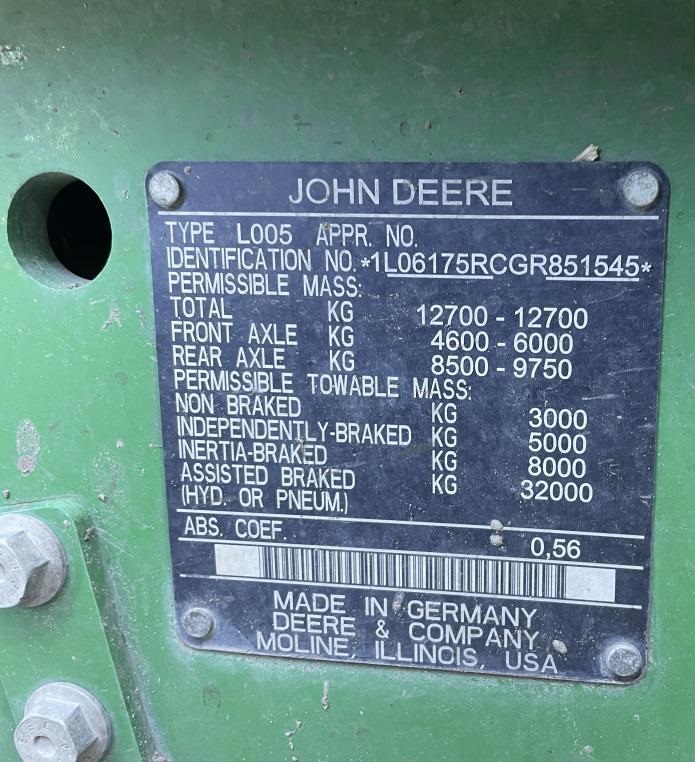 JOHN DEERE
TYPE L005 APPR. NO.
IDENTIFICATION NO. *1L06175RCGR851545*
PERMISSIBLE MASS:
TOTAL KG 12700 - 12700
FRONT AXLE KG 4600 - 6000
REAR AXLE KG 8500 - 9750
PERMISSIBLE TOWABLE MASS:
NON BRAKED KG 3000
INDEPENDENTLY-BRAKED KG 5000
INERTIA-BRAKED KG 8000
ASSISTED BRAKED KG 32,000
(HYD. OR PNEUM.)
ABS. COEF. 0,56
MADE IN GERMANY
DEERE & COMPANY
MOLINE, ILLINOIS, USA